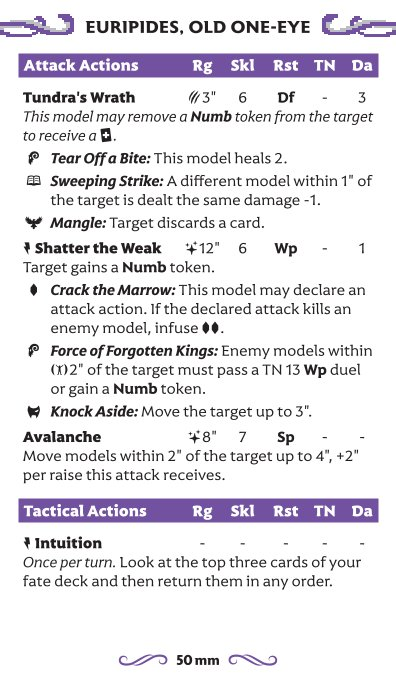 EURIPIDES, OLD ONE-EYE
Attack Actions Rg Skl Rst TN Da
Tundra's Wrath 3" 6 Df - 3
This model may remove a Numb token from the target
to receive a .
Tear Off a Bite: This model heals 2.
Sweeping Strike: A different model within 1" of
the target is dealt the same damage -1.
Mangle: Target discards a card.
Shatter the Weak 12" 6 Wp - 1
Target gains a Numb token.
Crack the Marrow: This model may declare an
attack action. If the declared attack kills an
enemy model, infuse .
Force of Forgotten Kings: Enemy models within
2" of the target must pass a TN 13 Wp duel
or gain a Numb token.
Knock Aside: Move the target up to 3".
Avalanche 8" 7 Sp - -
Move models within 2" of the target up to 4", +2"
per raise this attack receives.
Tactical Actions Rg Skl Rst TN Da
Intuition - - - - -
Once per turn. Look at the top three cards of your
fate deck and then return them in any order.
50 mm